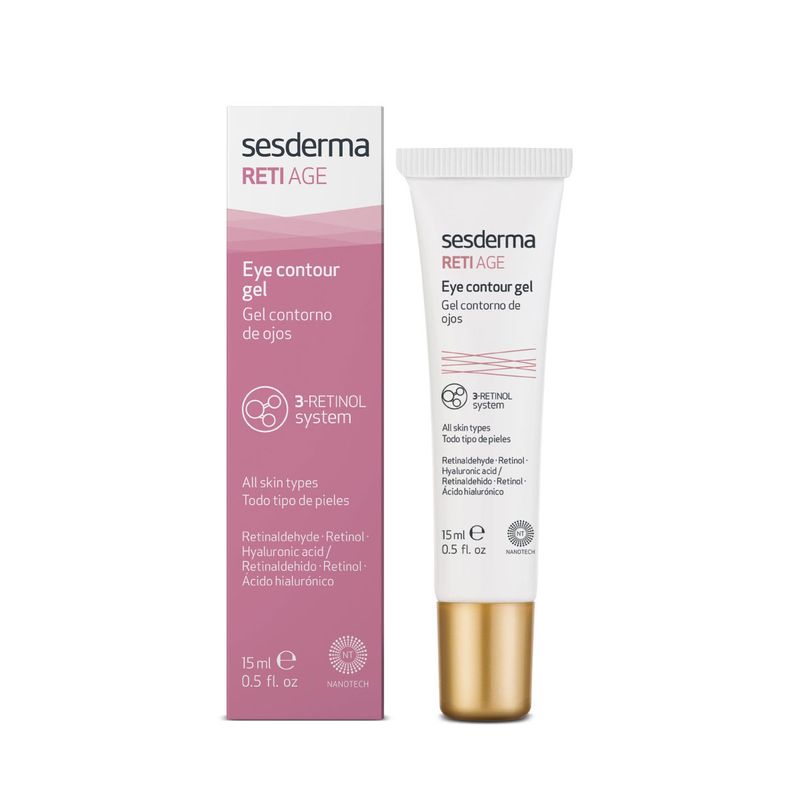 sesderma
RETI AGE
Eye contour
gel
Gel contorno
de ojos
3-RETINOL
system
All skin types
Todo tipo de pieles
Retinaldehyde · Retinol ·
Hyaluronic acid /
Retinaldehido · Retinol ·
Ácido hialurónico
15 ml e
0.5 fl. oz
NT
NANOTECH
sesderma
RETI AGE
Eye contour gel
Gel contorno de
ojos
3-RETINOL
system
All skin types
Todo tipo de pieles
Retinaldehyde · Retinol ·
Hyaluronic acid /
Retinaldehido · Retinol ·
Ácido hialurónico
15 ml e
0.5 fl. oz
NT
NANOTECH